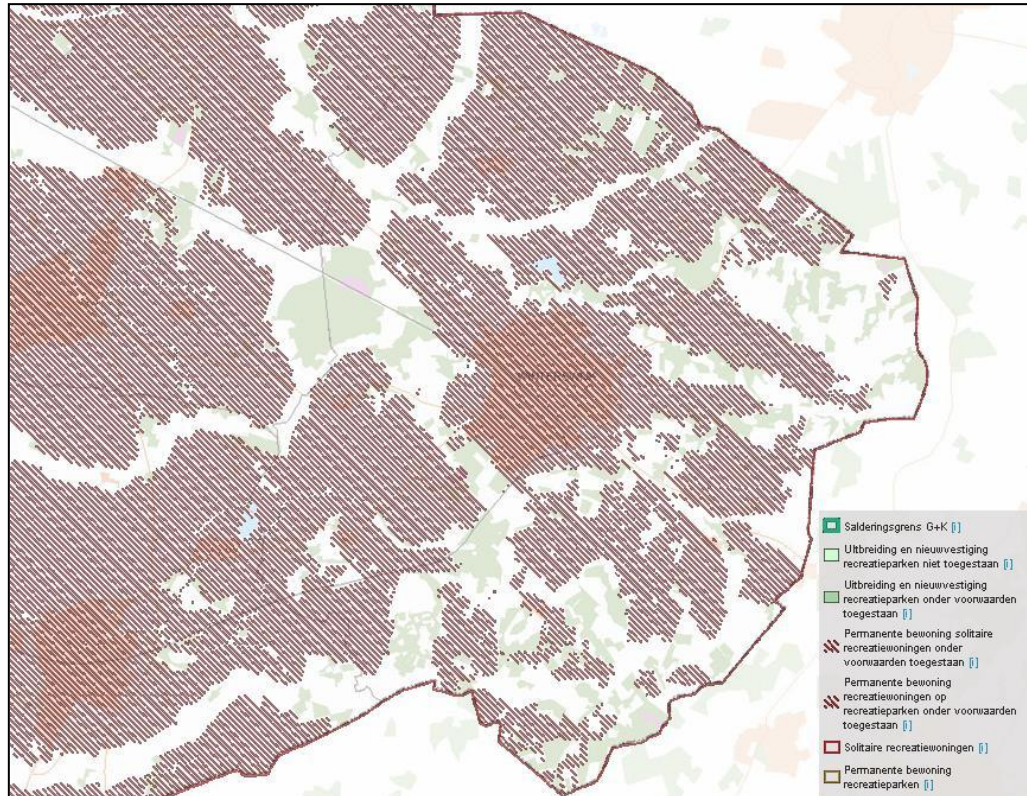 Salderingsgrens G+K [i]
Uitbreiding en nieuwvestiging
recreatieparken niet toegestaan [i]
Uitbreiding en nieuwvestiging
recreatieparken onder voorwaarden
toegestaan [i]
Permanente bewoning solitaire
recreatiewoningen onder
voorwaarden toegestaan [i]
Permanente bewoning
recreatiewoningen op
recreatieparken onder voorwaarden
toegestaan [i]
Solitaire recreatiewoningen [i]
Permanente bewoning
recreatieparken [i]